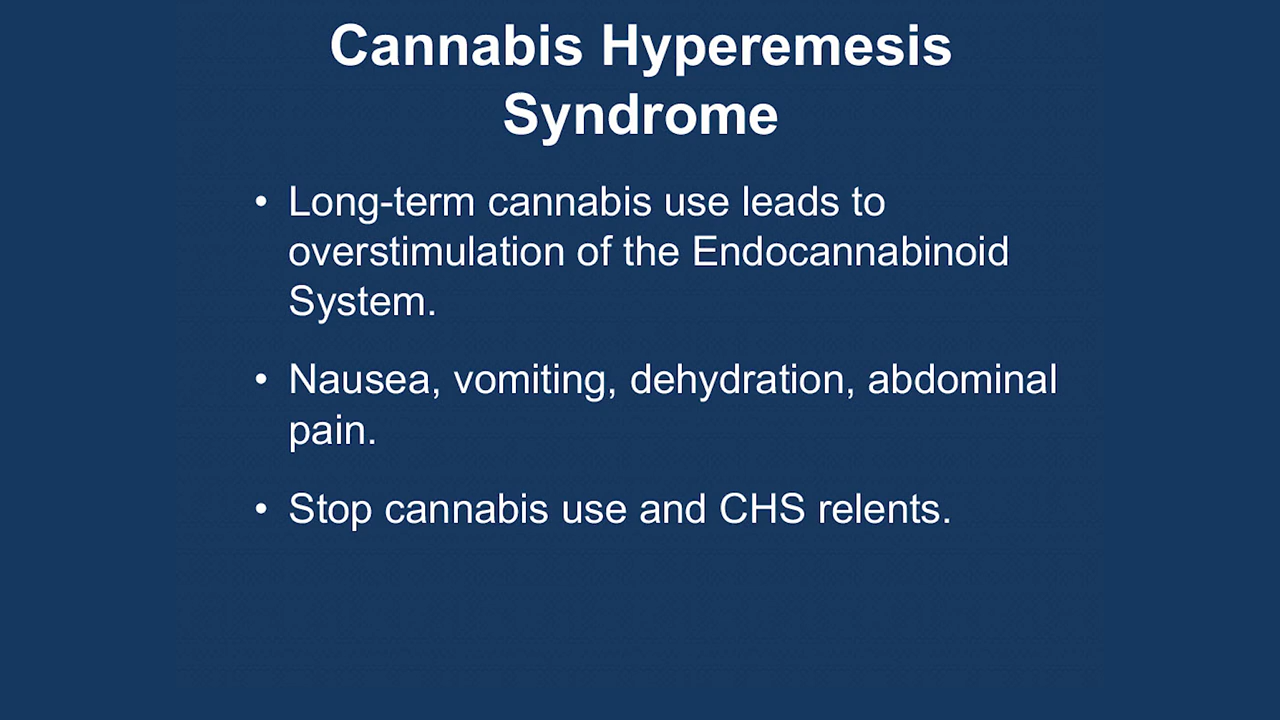 Cannabis Hyperemesis
Syndrome
• Long-term cannabis use leads to
overstimulation of the Endocannabinoid
System.
• Nausea, vomiting, dehydration, abdominal
pain.
• Stop cannabis use and CHS relents.